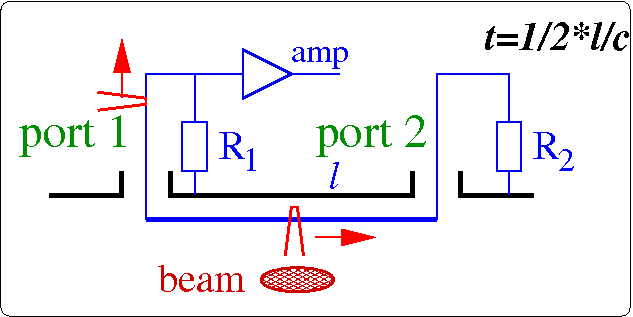 t=1/2*l/c
amp
port 1
R1
port 2
R2
l
beam